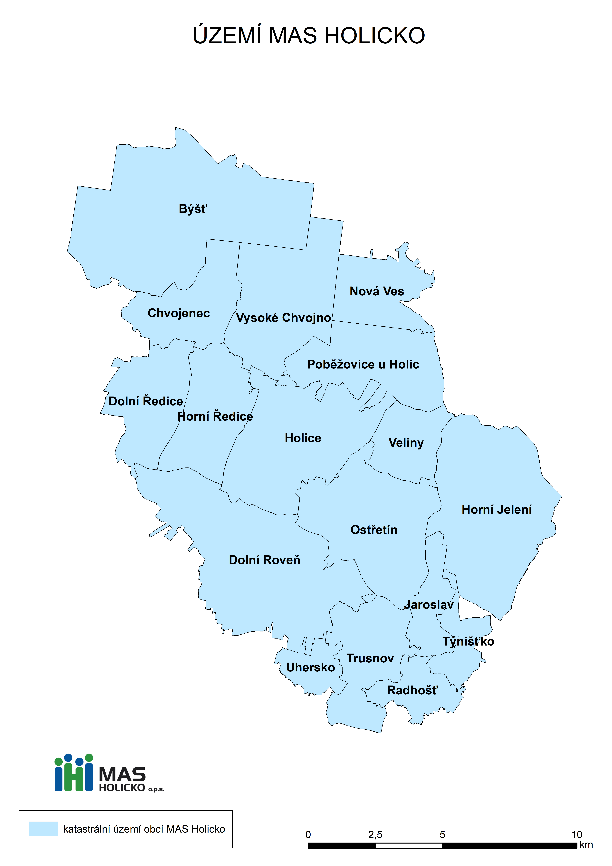 ÚZEMÍ MAS HOLICKO
Býšť
Nová Ves
Chvojenec
Vysoké Chvojno
Poběžovice u Holic
Dolní Ředice
Horní Ředice
Holice
Veliny
Horní Jelení
Ostřetín
Dolní Roveň
Jaroslav
Týnišťko
Trusnov
Uhersko
Radhošť
MAS
HOLICKO o.p.s.
katastrální území obcí MAS Holicko
0 2,5 5 10
km